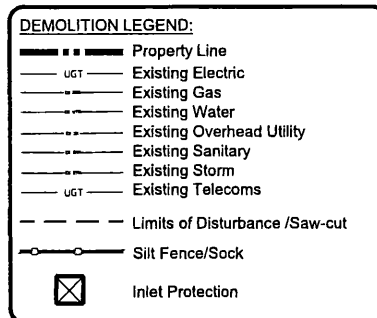 DEMOLITION LEGEND:
Property Line
UGT Existing Electric
Existing Gas
Existing Water
Existing Overhead Utility
Existing Sanitary
Existing Storm
UGT Existing Telecoms
Limits of Disturbance /Saw-cut
Silt Fence/Sock
Inlet Protection